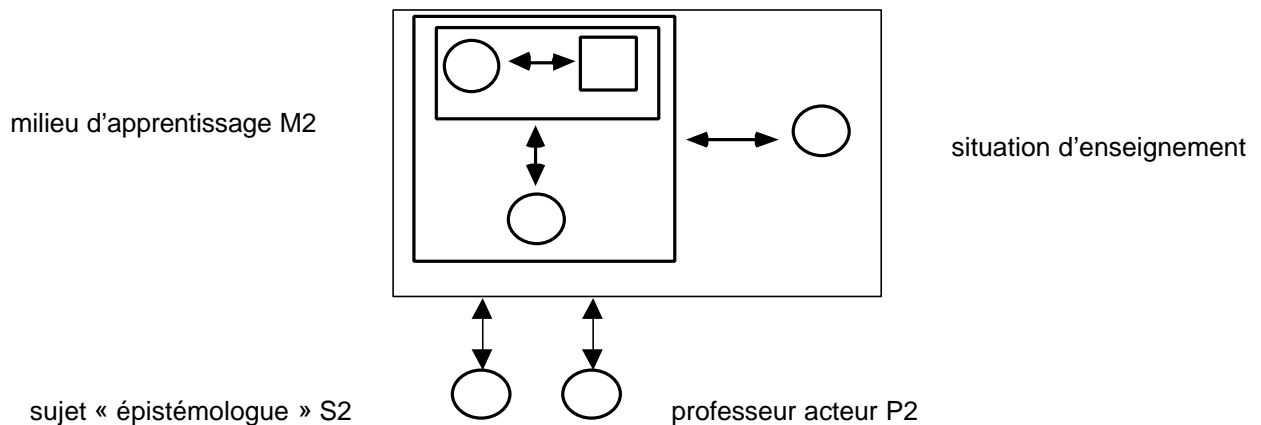 milieu d'apprentissage M2
situation d'enseignement
sujet « épistémologue » S2
professeur acteur P2